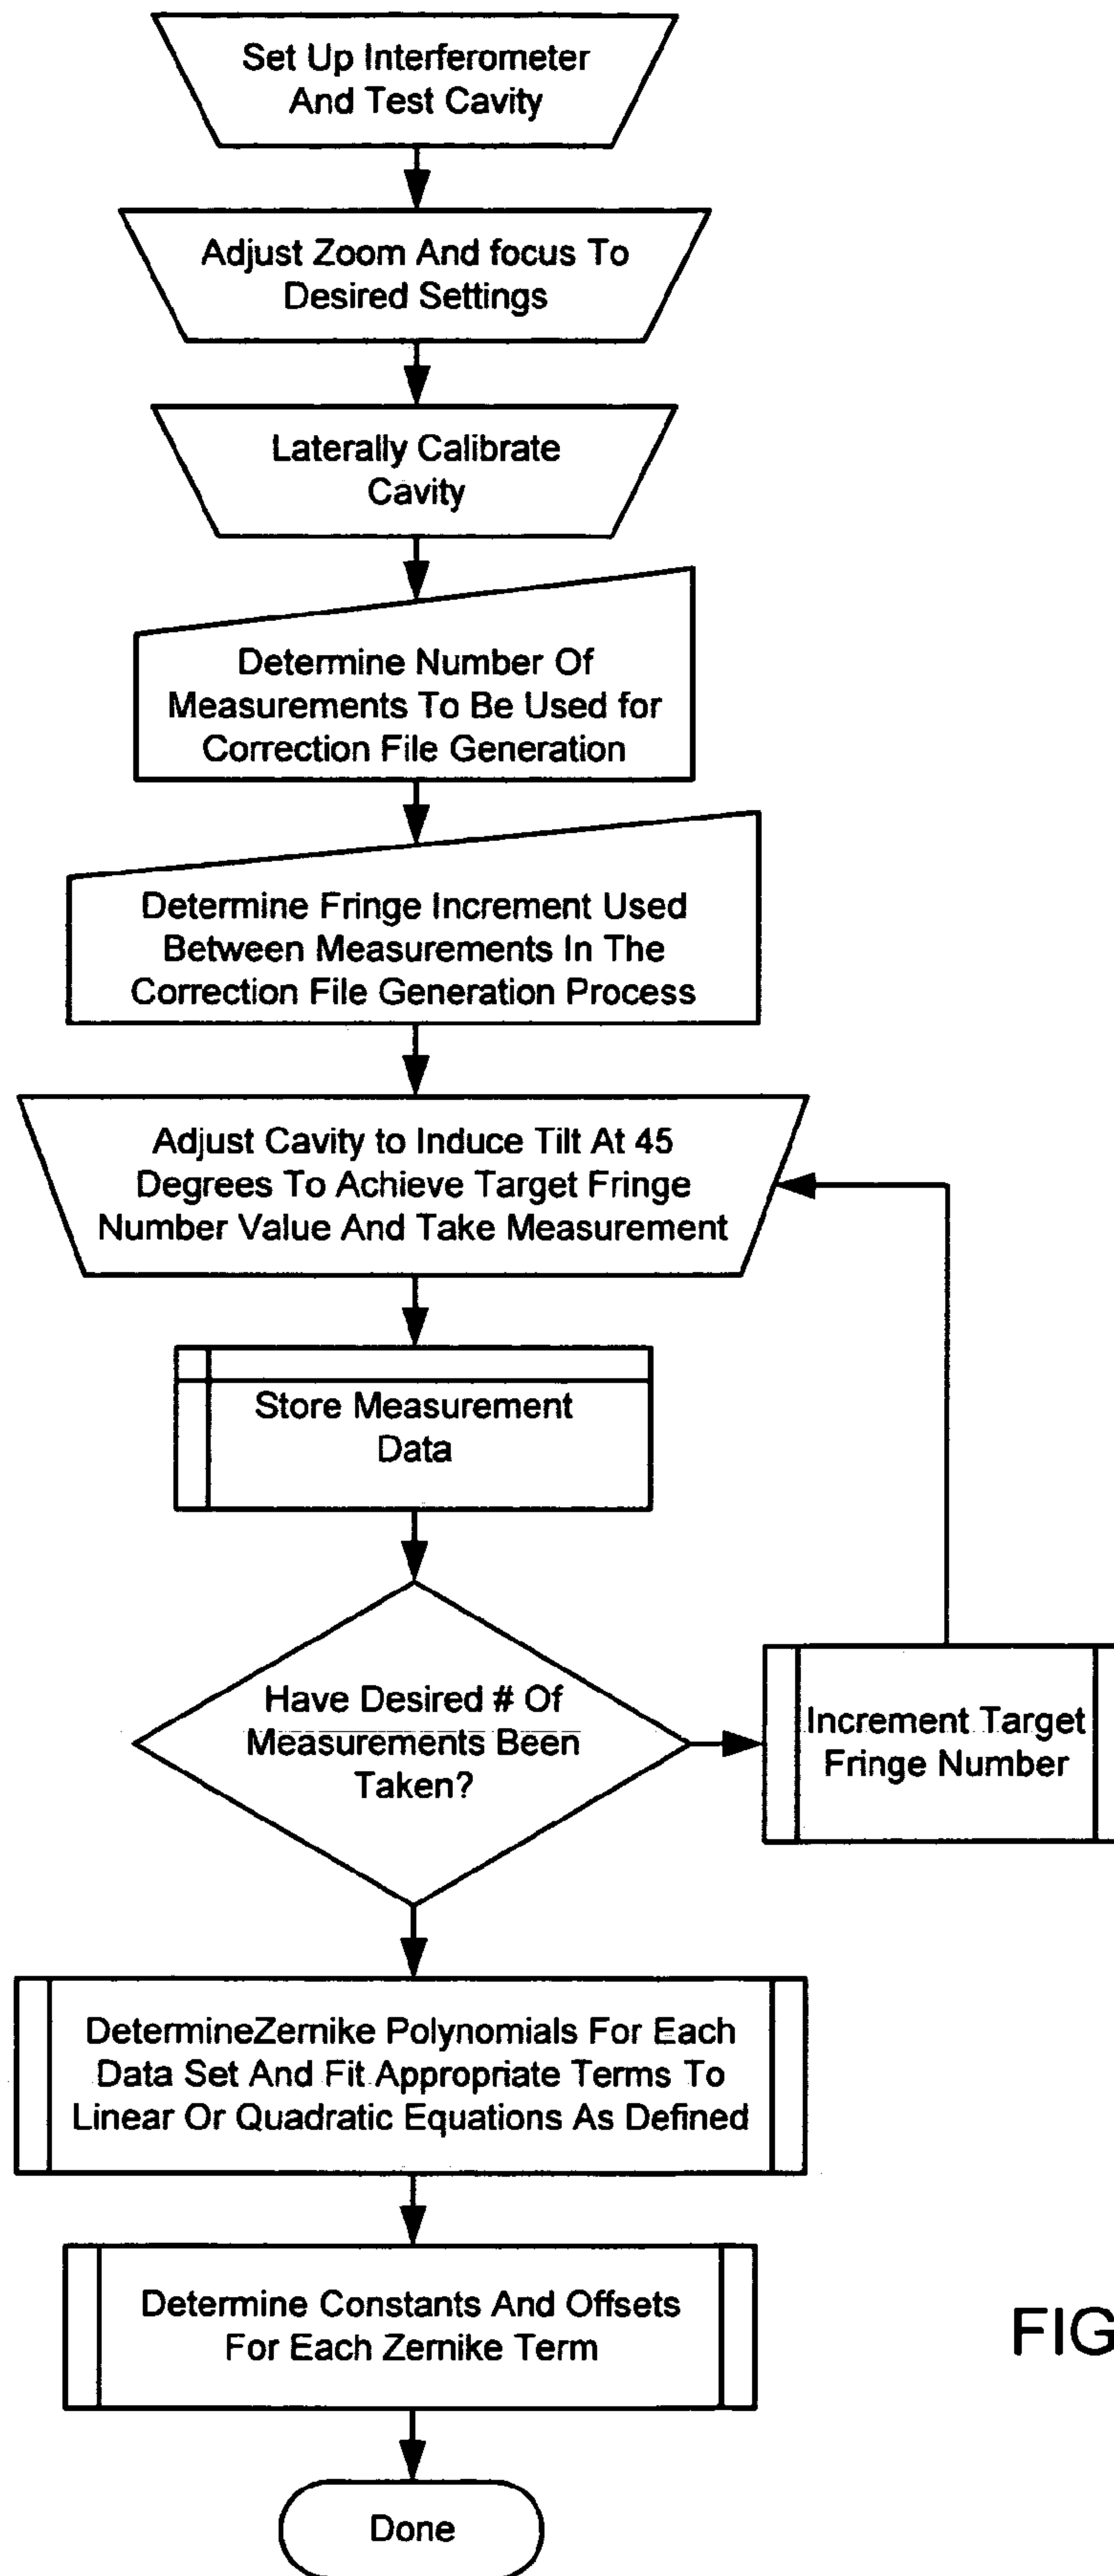 Set Up Interferometer
And Test Cavity
Adjust Zoom And focus To
Desired Settings
Laterally Calibrate
Cavity
Determine Number Of
Measurements To Be Used for
Correction File Generation
Determine Fringe Increment Used
Between Measurements In The
Correction File Generation Process
Adjust Cavity to Induce Tilt At 45
Degrees To Achieve Target Fringe
Number Value And Take Measurement
Store Measurement
Data
Have Desired # Of
Measurements Been
Taken?
Increment Target
Fringe Number
DetermineZernike Polynomials For Each
Data Set And Fit Appropriate Terms To
Linear Or Quadratic Equations As Defined
Determine Constants And Offsets
For Each Zernike Term
FIG
Done